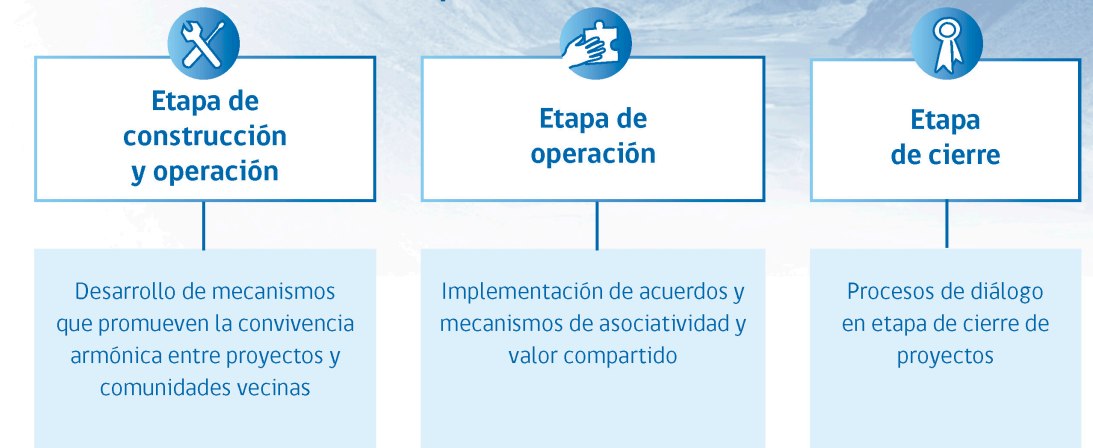 Etapa de
construcción
y operación
Etapa de
operación
Etapa
de cierre
Desarrollo de mecanismos
que promueven la convivencia
armónica entre proyectos y
comunidades vecinas
Implementación de acuerdos y
mecanismos de asociatividad y
valor compartido
Procesos de diálogo
en etapa de cierre de
proyectos